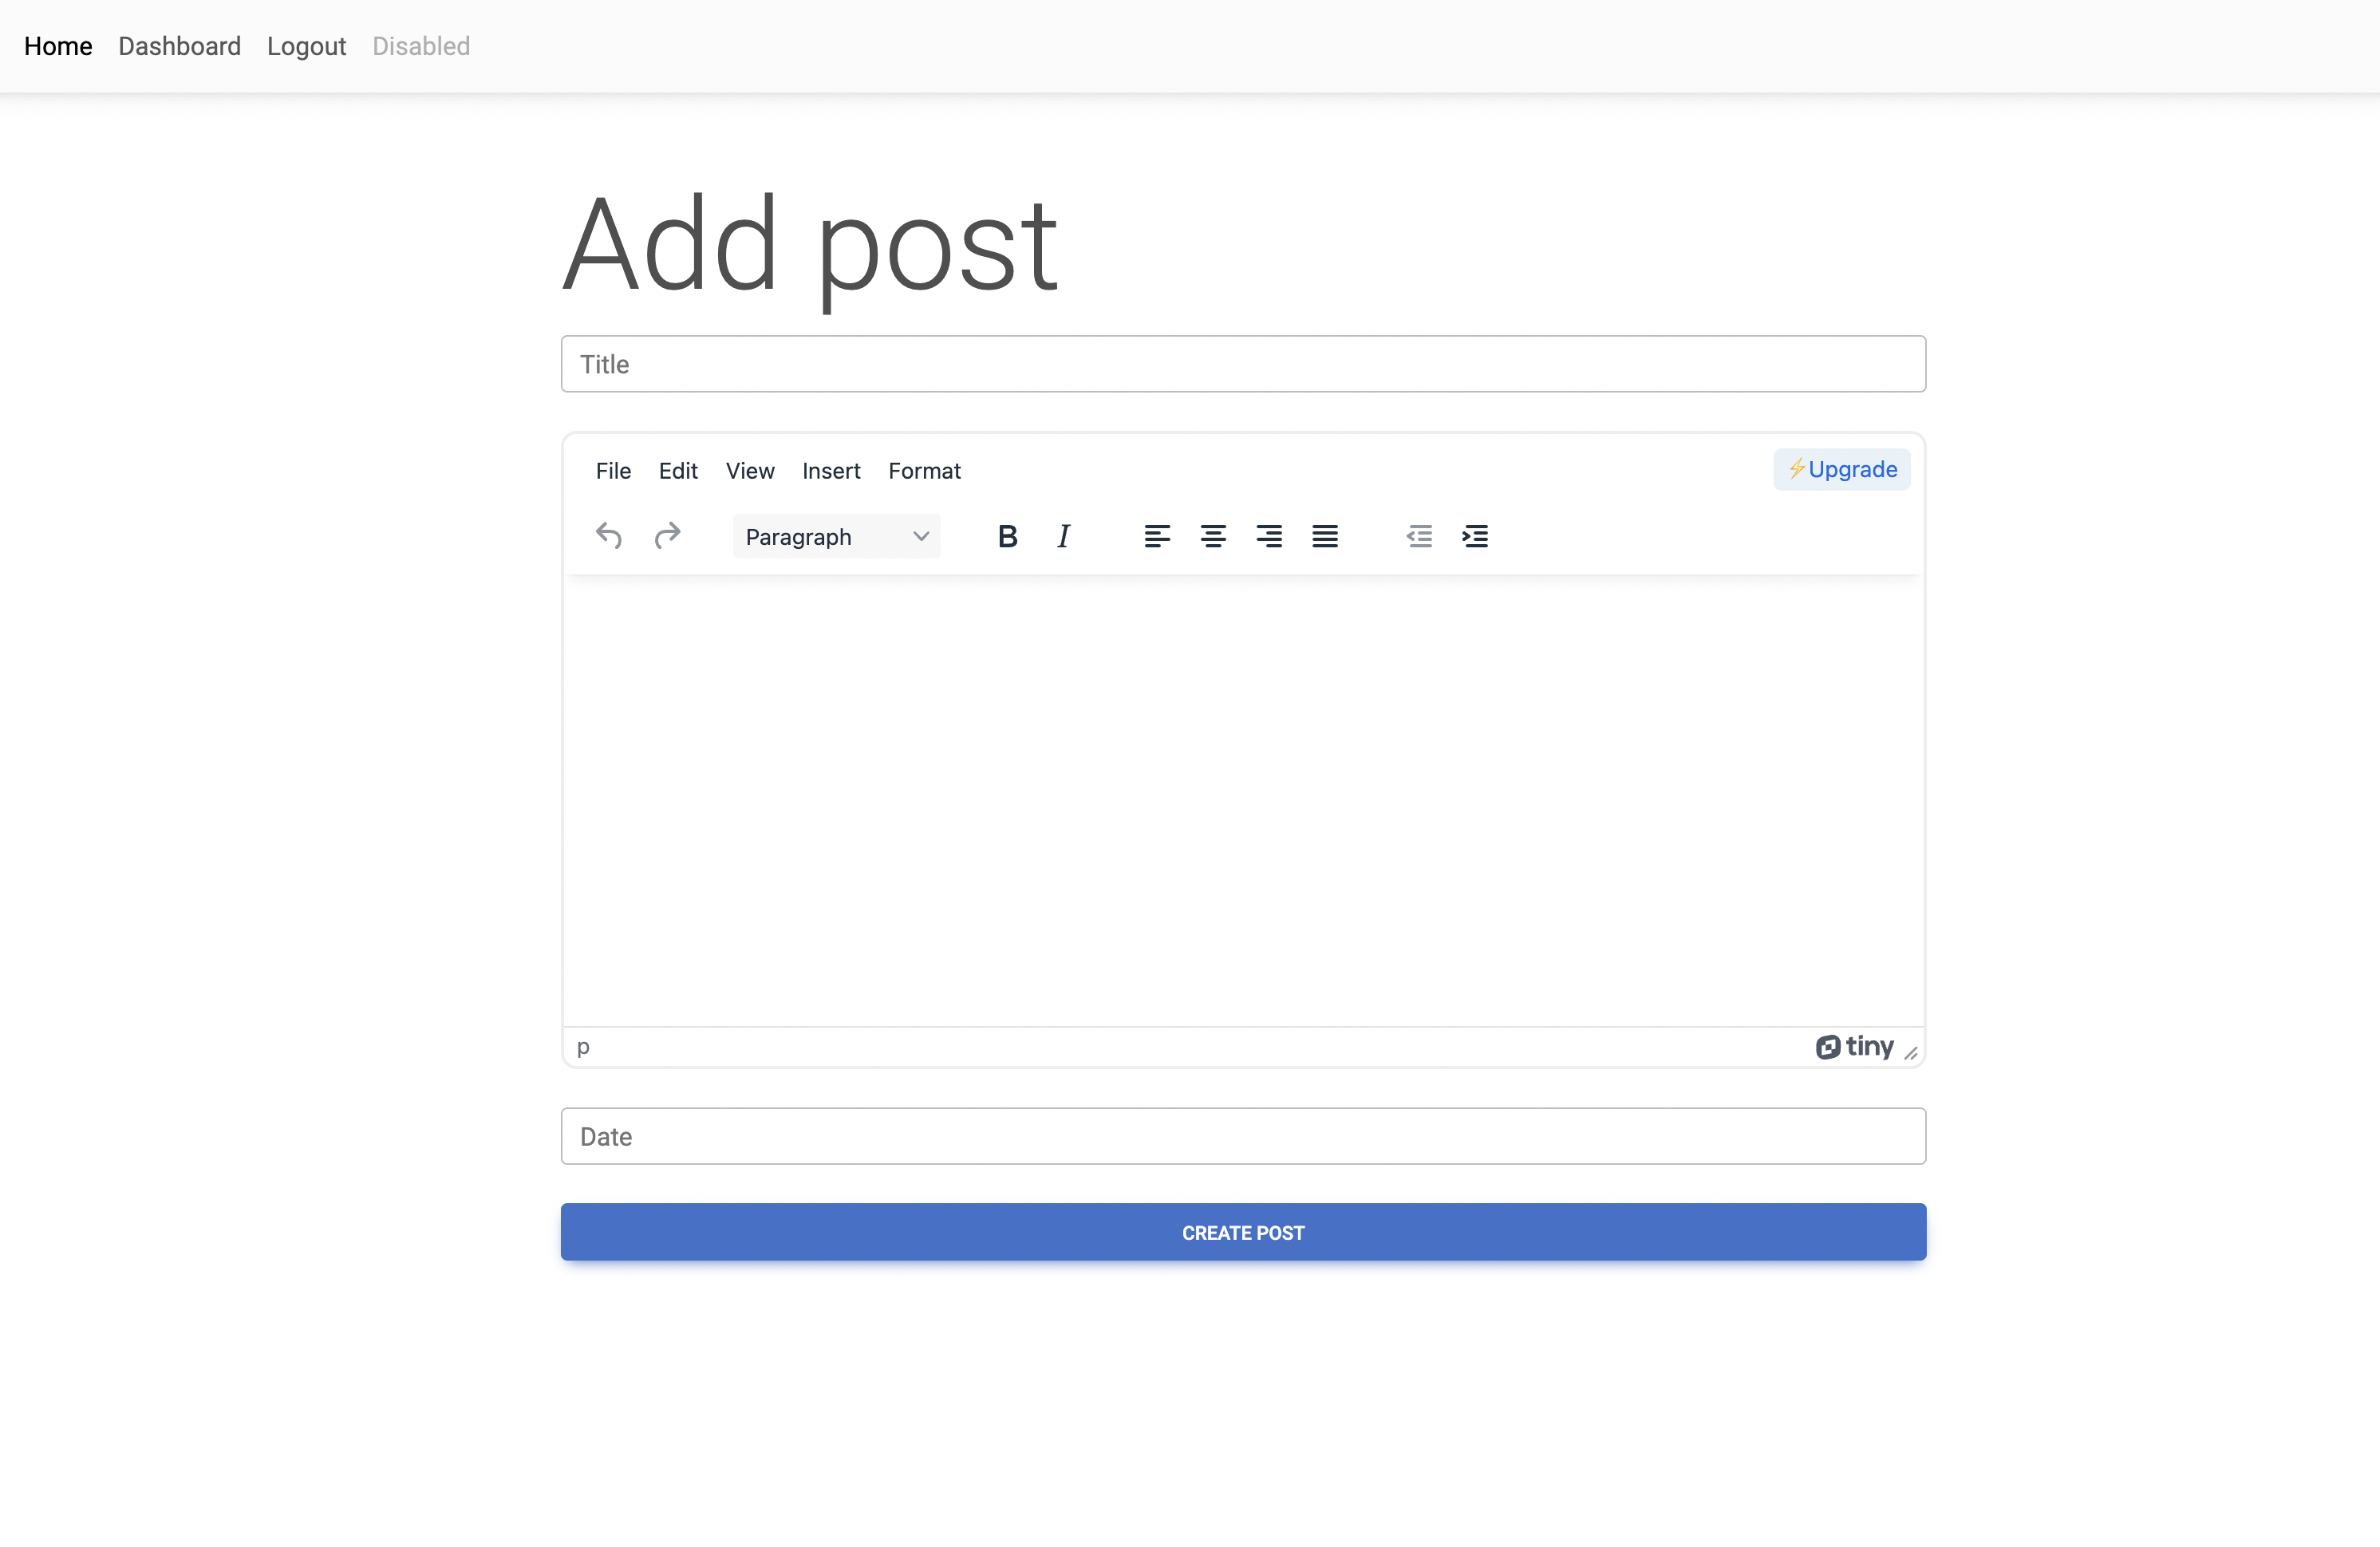 Home Dashboard Logout Disabled
Add post
Title
File Edit View Insert Format ⚡Upgrade
Paragraph B I
p tiny
Date
CREATE POST